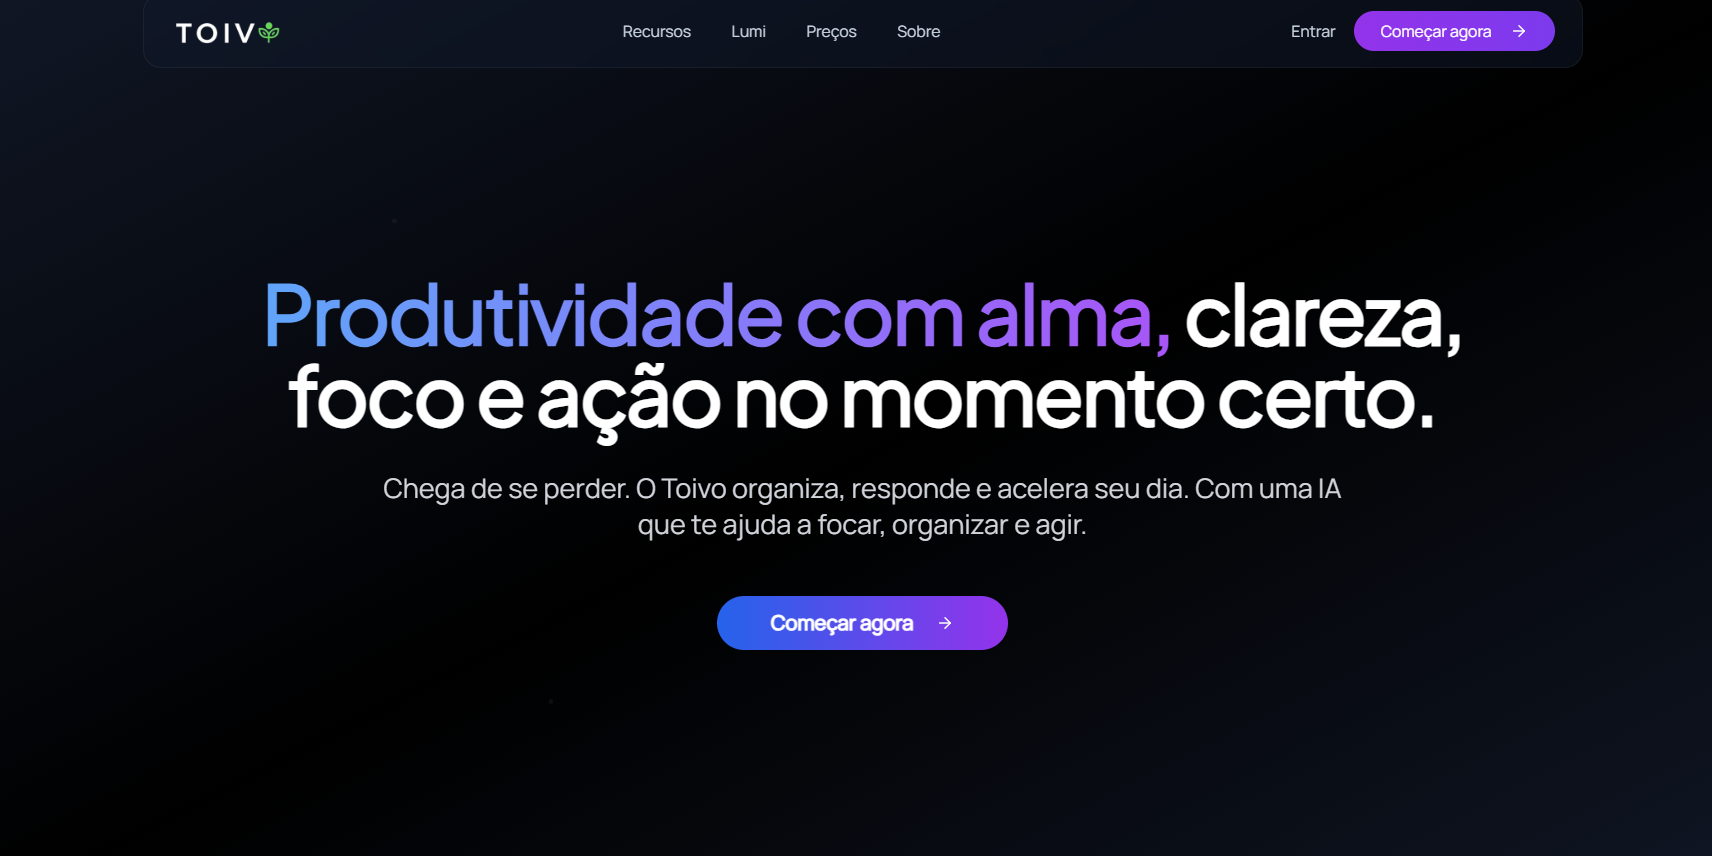 TOIV
Recursos
Lumi
Preços
Sobre
Entrar
Começar agora
Produtividade com alma, clareza,
foco e ação no momento certo.
Chega de se perder. O Toivo organiza, responde e acelera seu dia. Com uma IA
que te ajuda a focar, organizar e agir.
Começar agora